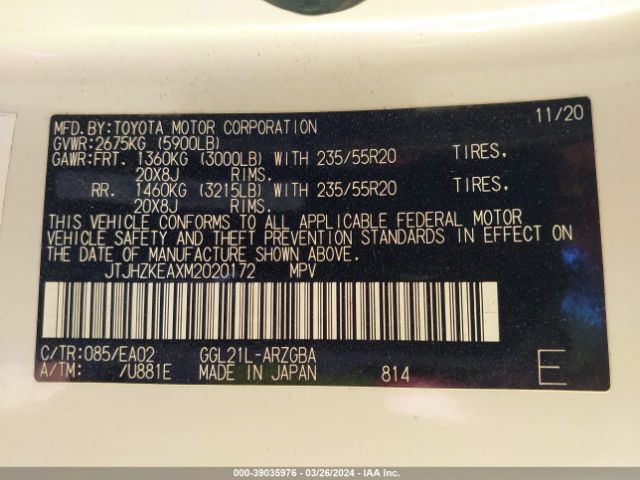 MFD.BY:TOYOTA MOTOR CORPORATION 11/20
GVWR:2675KG (5900LB)
GAWR:FRT. 1360KG (3000LB) WITH 235/55R20 TIRES,
20X8J RIMS.
RR. 1460KG (3215LB) WITH 235/55R20 TIRES,
20X8J RIMS.
THIS VEHICLE CONFORMS TO ALL APPLICABLE FEDERAL MOTOR
VEHICLE SAFETY AND THEFT PREVENTION STANDARDS IN EFFECT ON
THE DATE OF MANUFACTURE SHOWN ABOVE.
JTJHZKEAXM2020172 MPV
C/TR:085/EA02 GGL21L-ARZGBA
A/TM: /U881E MADE IN JAPAN 814 E
000-39035976 | 03/26/2024 | IAAI.com